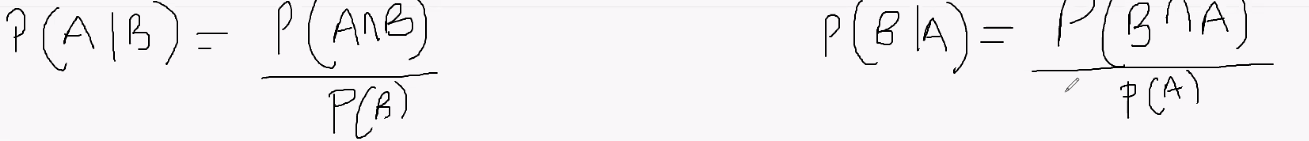 P(A|B) = P(A∩B) / P(B)
P(B|A) = P(B∩A) / P(A)